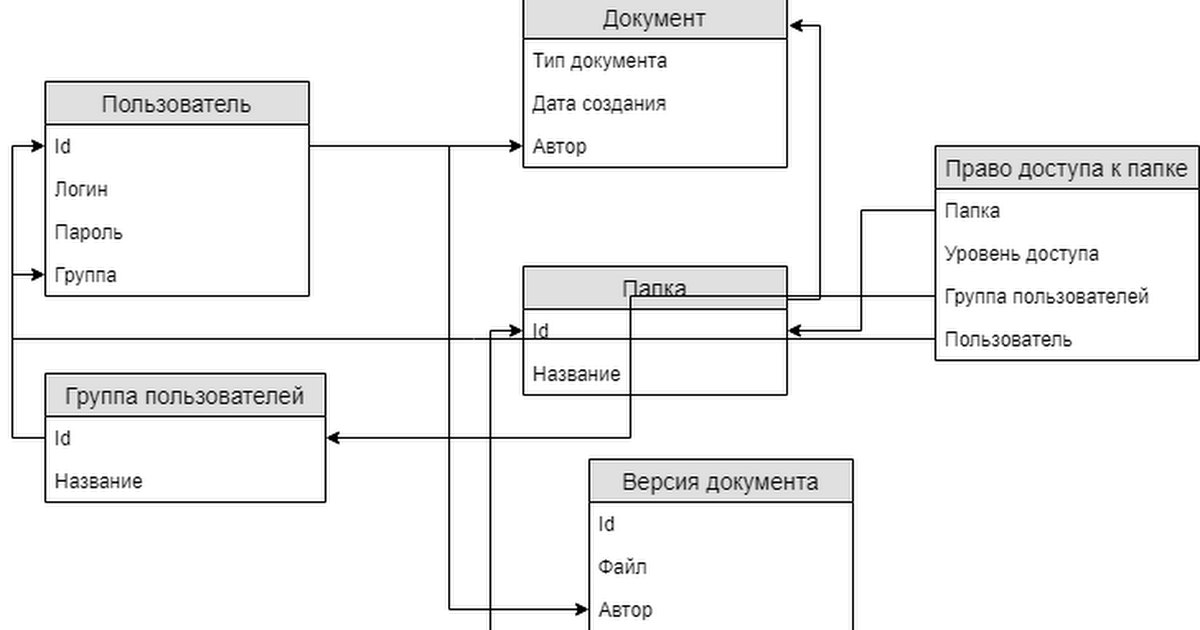 Документ
Тип документа
Дата создания
Автор
Пользователь
Id
Логин
Пароль
Группа
Право доступа к папке
Папка
Уровень доступа
Группа пользователей
Пользователь
Папка
Id
Название
Группа пользователей
Id
Название
Версия документа
Id
Файл
Автор